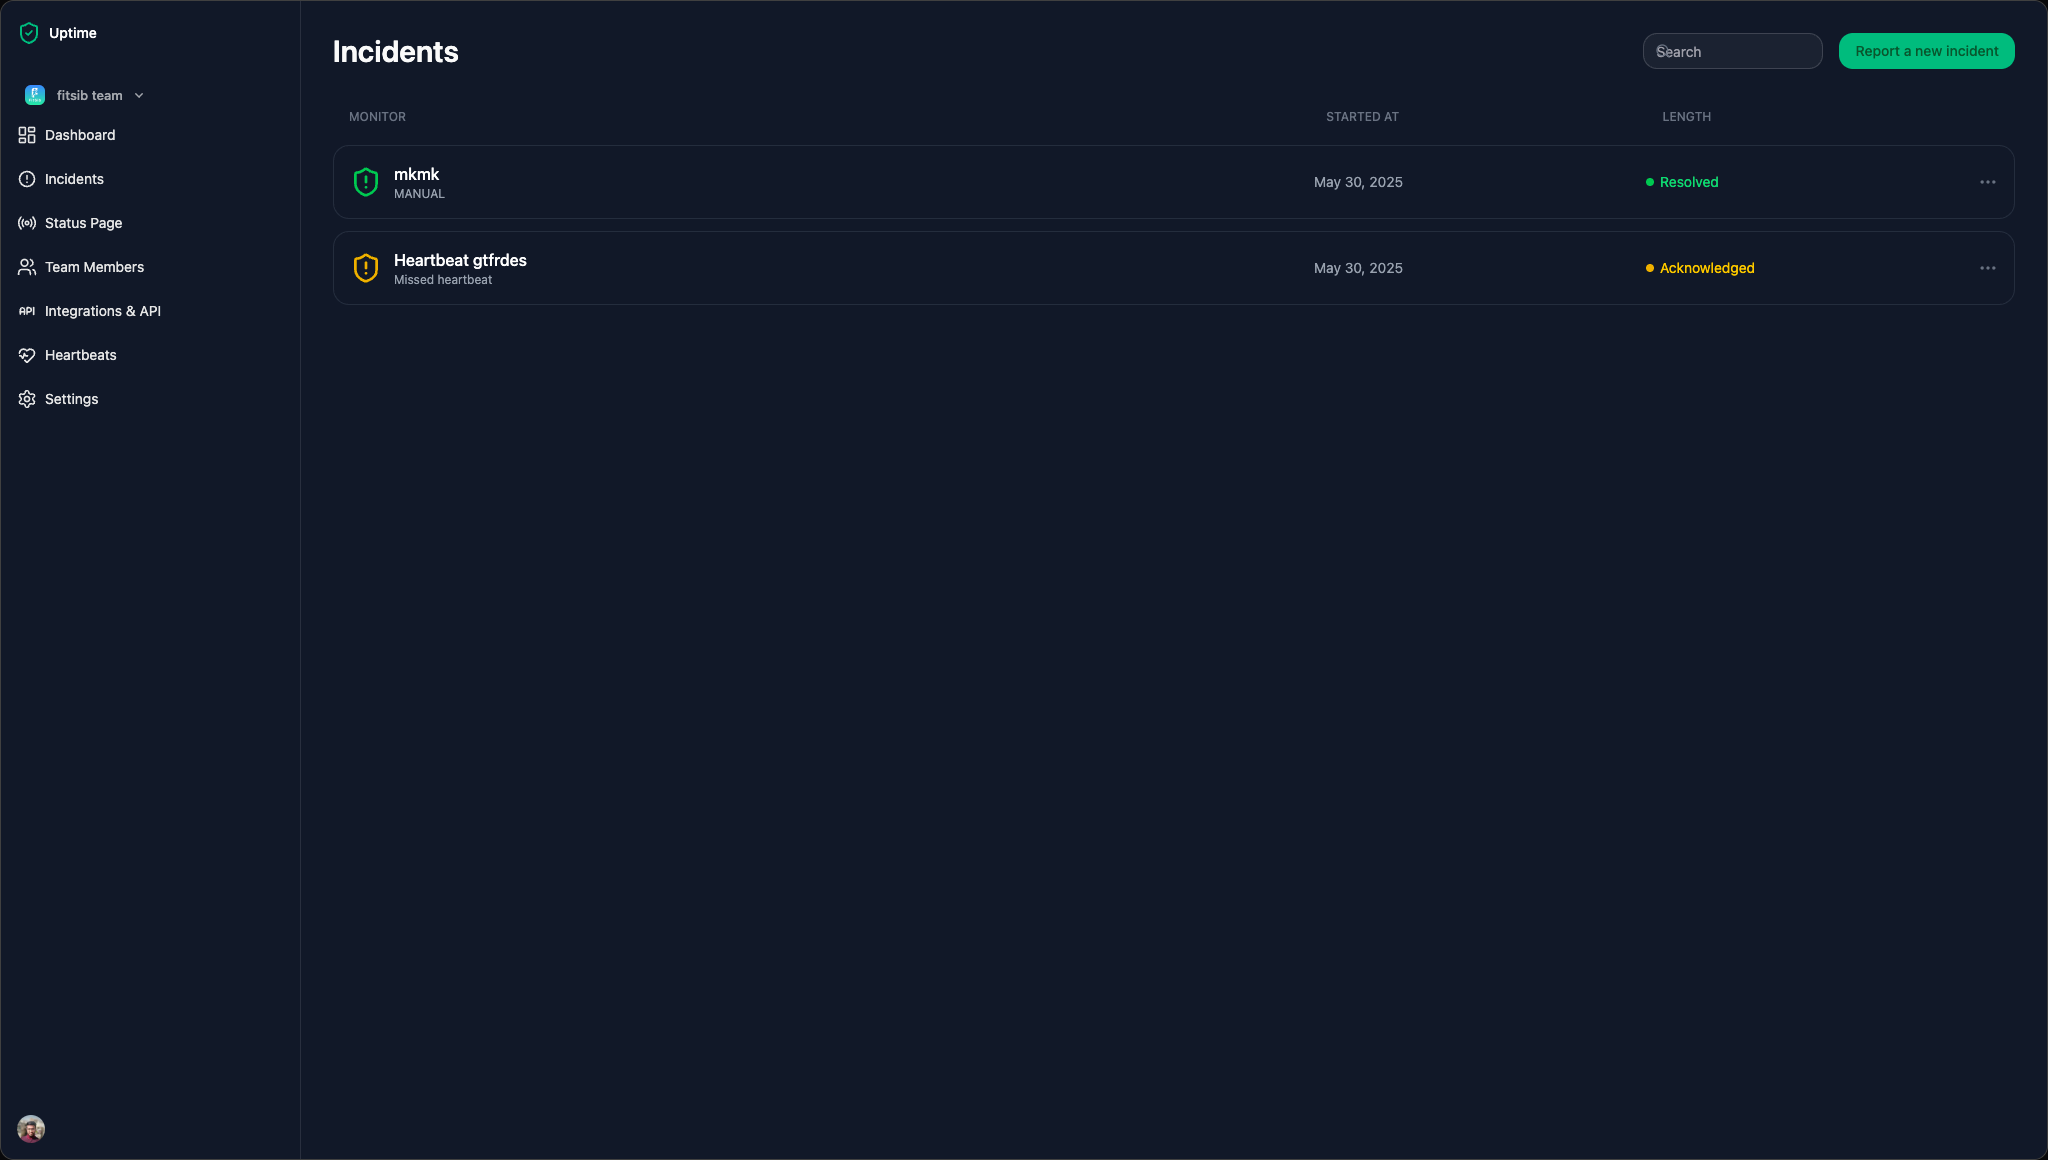 Uptime
fitsib team
Dashboard
Incidents
Status Page
Team Members
API Integrations & API
Heartbeats
Settings
Incidents
Search
Report a new incident
MONITOR STARTED AT LENGTH
mkmk
MANUAL
May 30, 2025
Resolved
Heartbeat gtfrdes
Missed heartbeat
May 30, 2025
Acknowledged